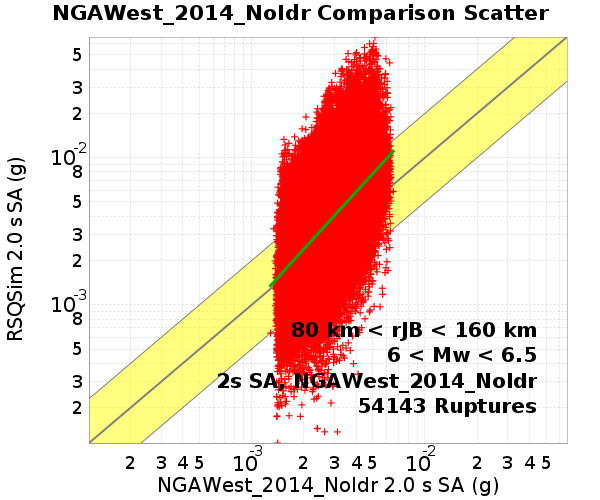 NGAWest_2014_NoIdr Comparison Scatter
RSQSim 2.0 s SA (g)
5
3
2
10-2
8
5
3
2
10-3
8
5
3
2
80 km < rJB < 160 km
6 < Mw < 6.5
2s SA, NGAWest_2014_NoIdr
54143 Ruptures
2 3 4 5 10-3 2 3 4 5 10-2 2 3 4 5
NGAWest_2014_NoIdr 2.0 s SA (g)